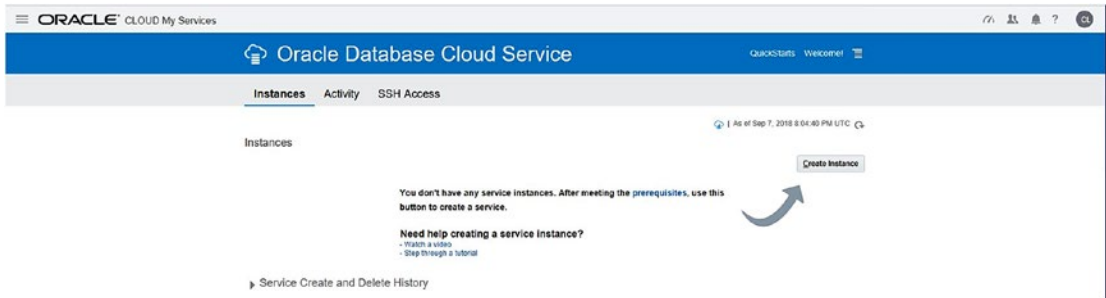 ORACLE CLOUD My Services
? CL
Oracle Database Cloud Service
QuickStarts Welcome!
Instances Activity SSH Access
As of Sep 7, 2018 8:04:40 PM UTC
Instances
Create Instance
You don't have any service instances. After meeting the prerequisites, use this
button to create a service.
Need help creating a service instance?
- Watch a video
- Step through a tutorial
Service Create and Delete History